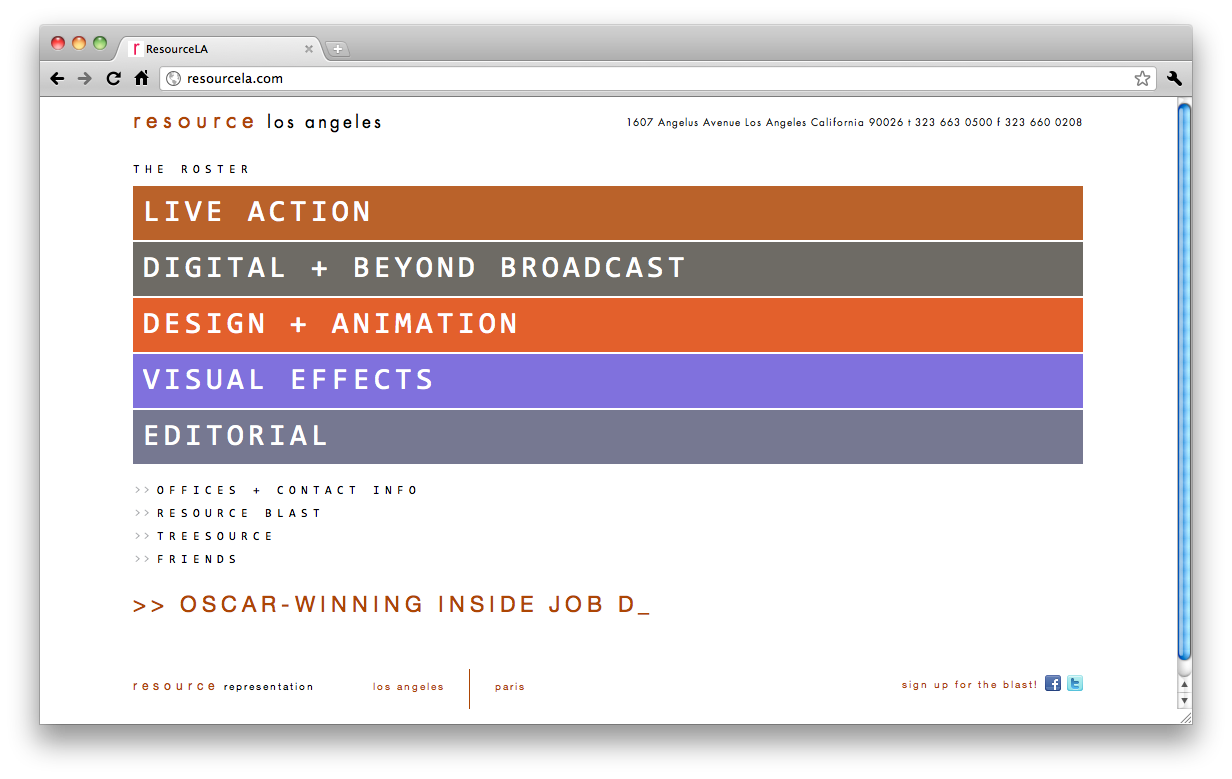 ResourceLA
resourcela.com
resource los angeles
1607 Angelus Avenue Los Angeles California 90026 t 323 663 0500 f 323 660 0208
THE ROSTER
LIVE ACTION
DIGITAL + BEYOND BROADCAST
DESIGN + ANIMATION
VISUAL EFFECTS
EDITORIAL
>> OFFICES + CONTACT INFO
>> RESOURCE BLAST
>> TREESOURCE
>> FRIENDS
>> OSCAR-WINNING INSIDE JOB D_
resource representation los angeles paris sign up for the blast!